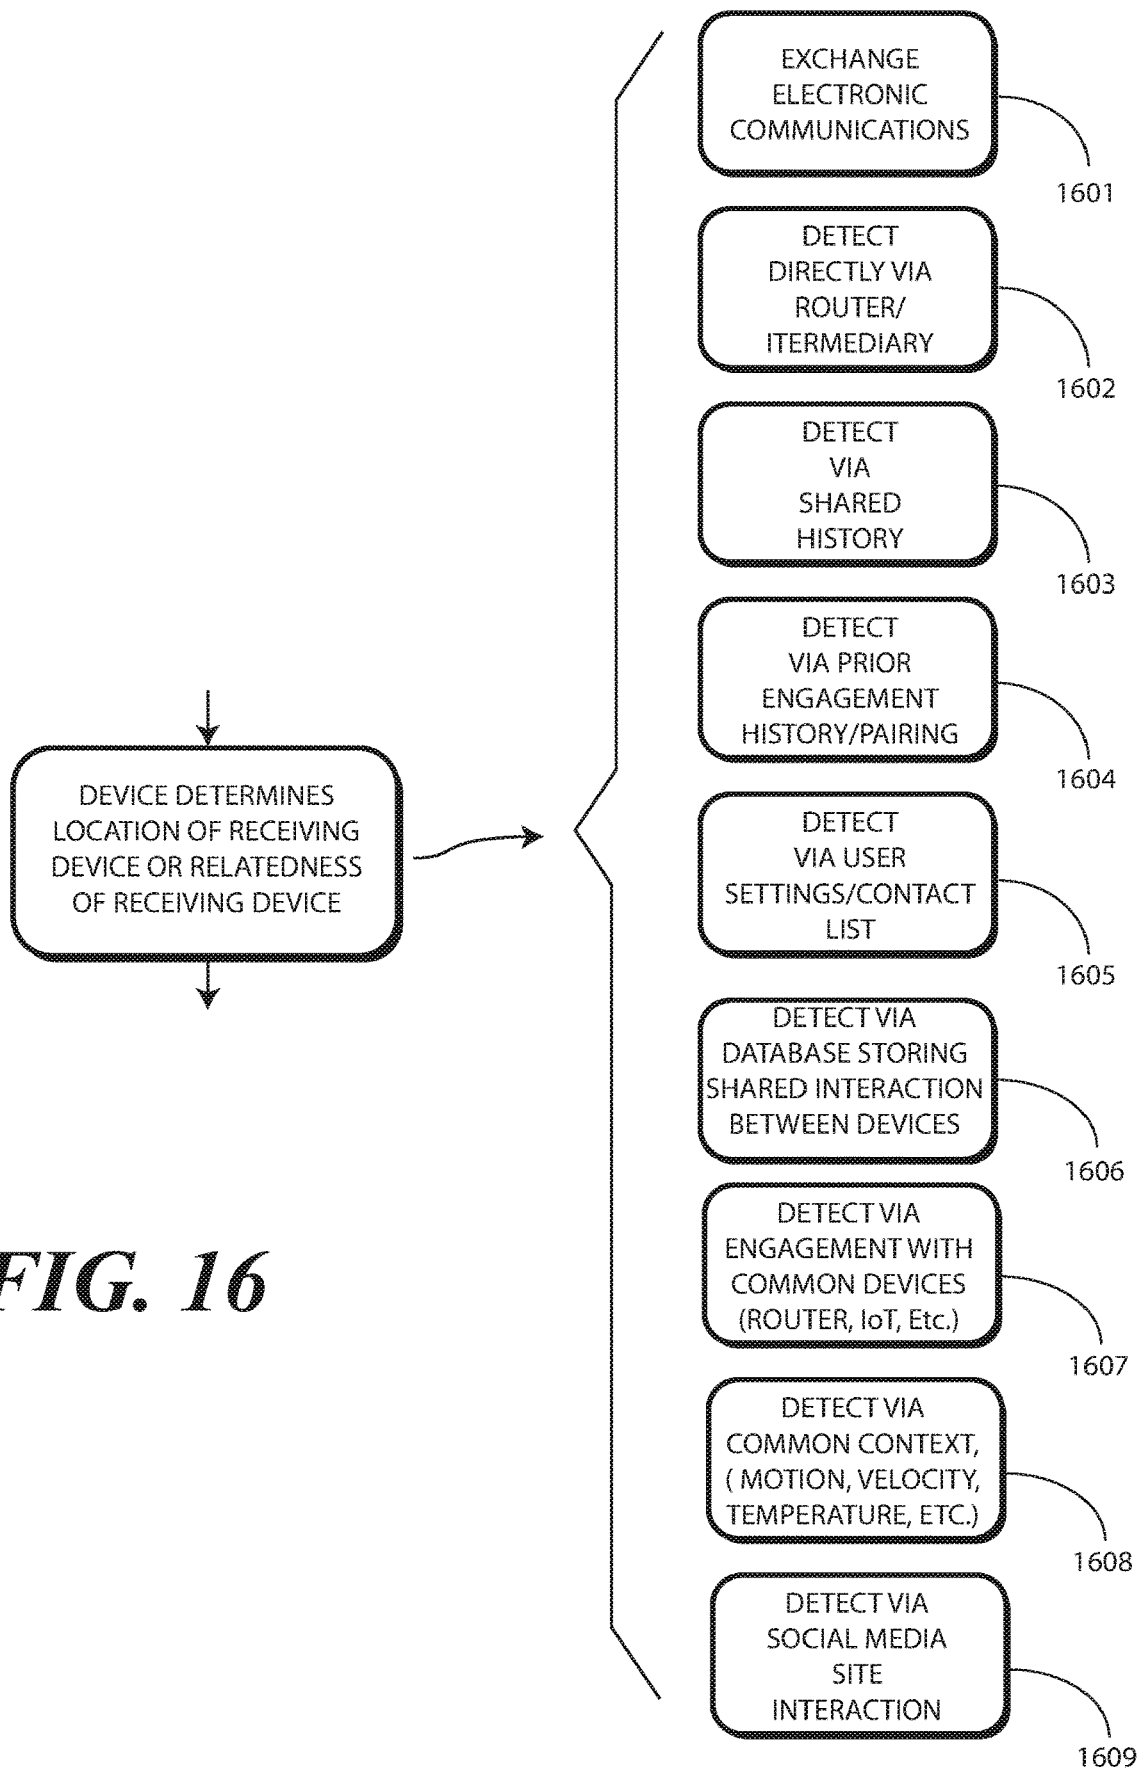 EXCHANGE
ELECTRONIC
COMMUNICATIONS
1601
DETECT
DIRECTLY VIA
ROUTER/
ITERMEDIARY
1602
DETECT
VIA
SHARED
HISTORY
1603
DETECT
VIA PRIOR
ENGAGEMENT
HISTORY/PAIRING
1604
DEVICE DETERMINES
LOCATION OF RECEIVING
DEVICE OR RELATEDNESS
OF RECEIVING DEVICE
DETECT
VIA USER
SETTINGS/CONTACT
LIST
1605
DETECT VIA
DATABASE STORING
SHARED INTERACTION
BETWEEN DEVICES
1606
DETECT VIA
ENGAGEMENT WITH
COMMON DEVICES
(ROUTER, IoT, Etc.)
1607
FIG. 16
DETECT VIA
COMMON CONTEXT,
( MOTION, VELOCITY,
TEMPERATURE, ETC.)
1608
DETECT VIA
SOCIAL MEDIA
SITE
INTERACTION
1609